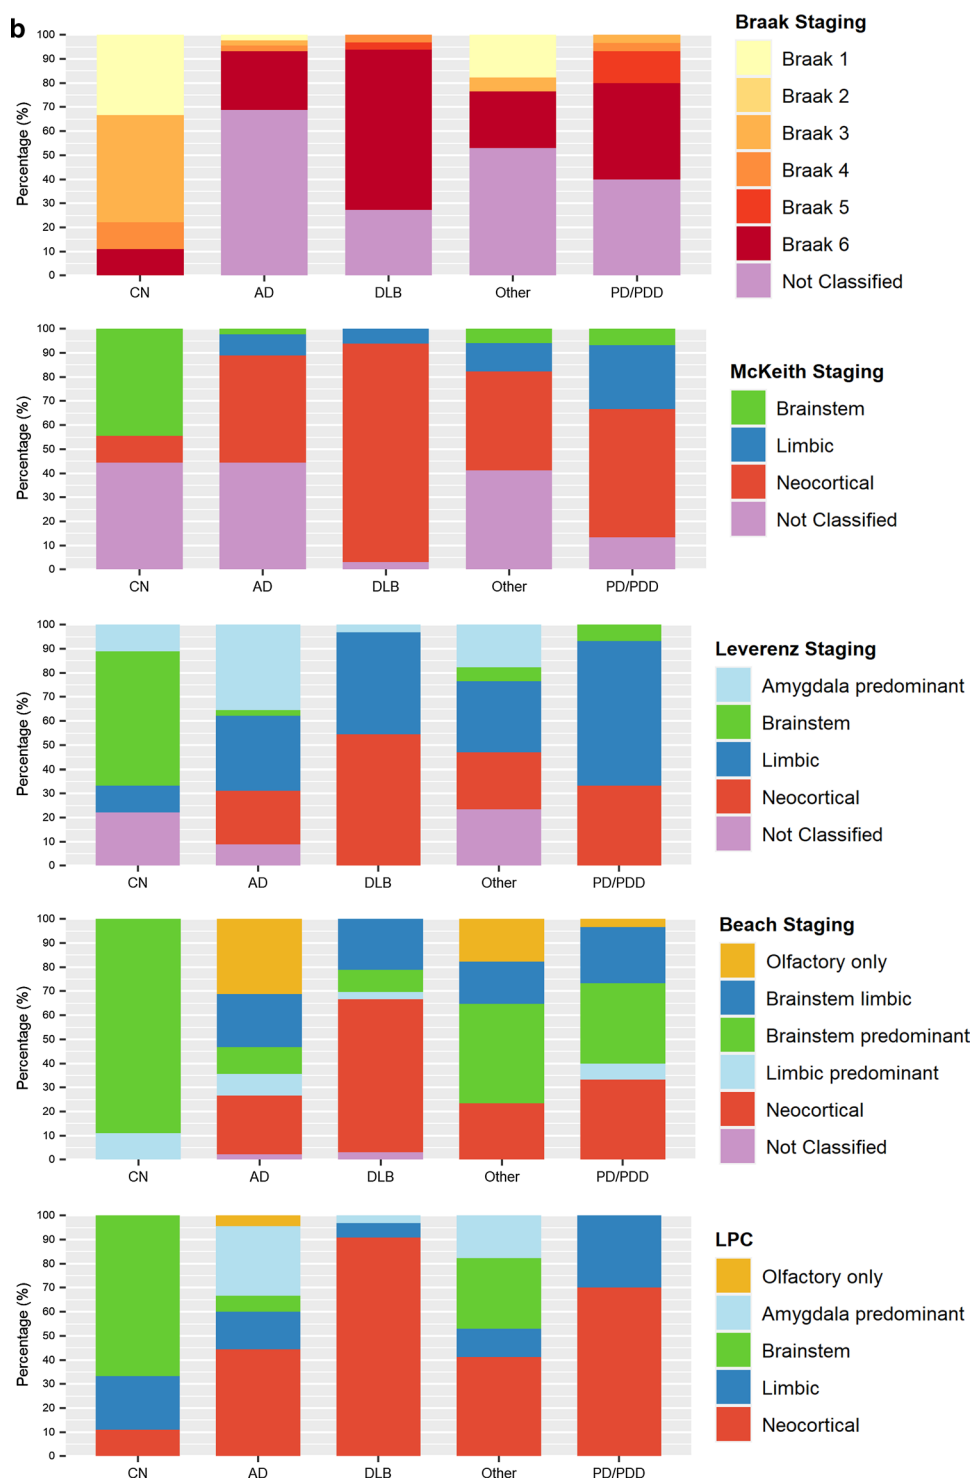 b
Braak Staging
Braak 1
Braak 2
Braak 3
Braak 4
Braak 5
Braak 6
Not Classified
Percentage (%)
100
90
80
70
60
50
40
30
20
10
0
CN AD DLB Other PD/PDD
McKeith Staging
Brainstem
Limbic
Neocortical
Not Classified
Percentage (%)
100
90
80
70
60
50
40
30
20
10
0
CN AD DLB Other PD/PDD
Leverenz Staging
Amygdala predominant
Brainstem
Limbic
Neocortical
Not Classified
Percentage (%)
100
90
80
70
60
50
40
30
20
10
0
CN AD DLB Other PD/PDD
Beach Staging
Olfactory only
Brainstem limbic
Brainstem predominant
Limbic predominant
Neocortical
Not Classified
Percentage (%)
100
90
80
70
60
50
40
30
20
10
0
CN AD DLB Other PD/PDD
LPC
Olfactory only
Amygdala predominant
Brainstem
Limbic
Neocortical
Percentage (%)
100
90
80
70
60
50
40
30
20
10
0
CN AD DLB Other PD/PDD